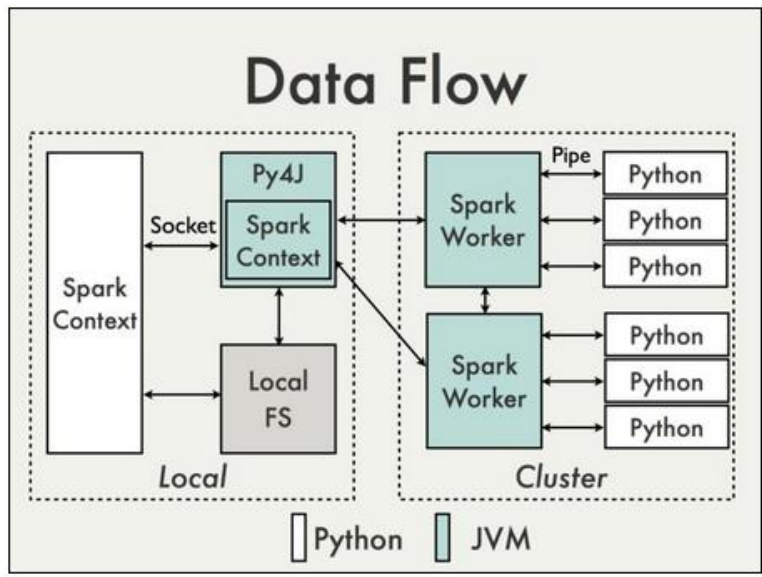 Data Flow
Spark
Context
Socket
Py4J
Spark
Context
Local
FS
Local
Spark
Worker
Pipe
Python
Python
Python
Spark
Worker
Python
Python
Python
Cluster
Python
JVM